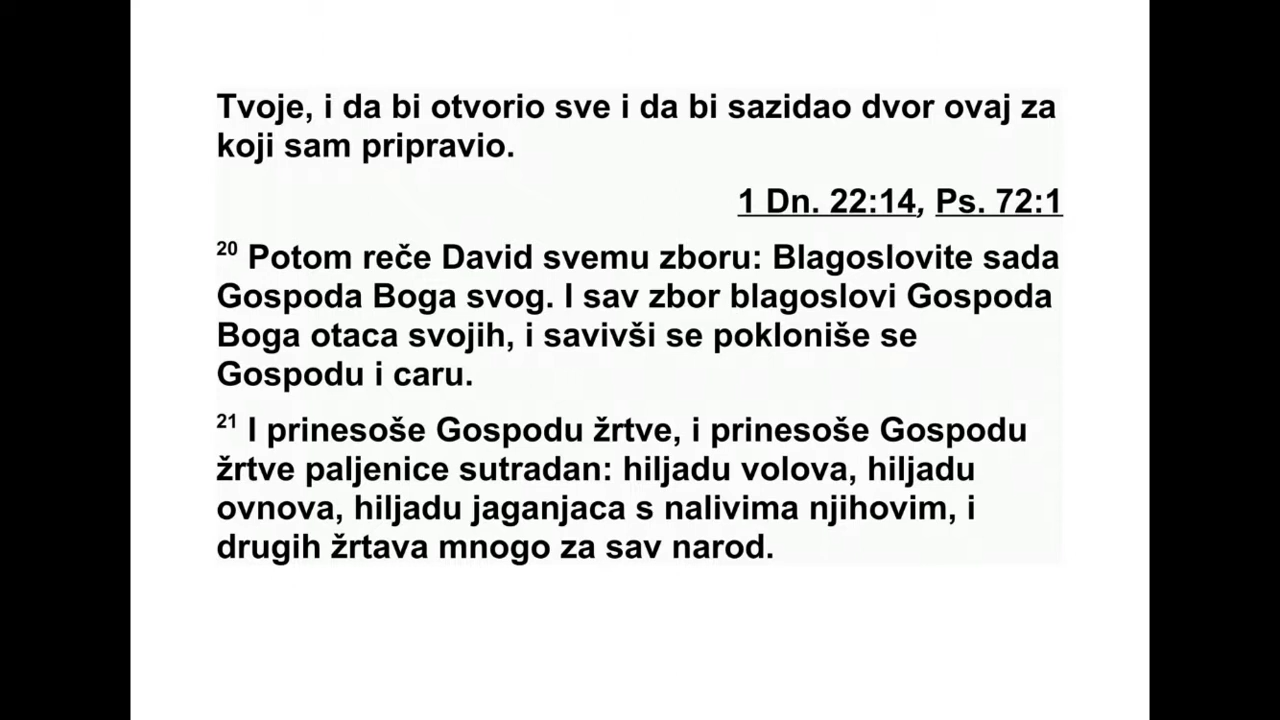 Tvoje, i da bi otvorio sve i da bi sazidao dvor ovaj za
koji sam pripravio.
1 Dn. 22:14, Ps. 72:1
20 Potom reče David svemu zboru: Blagoslovite sada
Gospoda Boga svog. I sav zbor blagoslovi Gospoda
Boga otaca svojih, i savivši se pokloniše se
Gospodu i caru.
21 I prinesoše Gospodu žrtve, i prinesoše Gospodu
žrtve paljenice sutradan: hiljadu volova, hiljadu
ovnova, hiljadu jaganjaca s nalivima njihovim, i
drugih žrtava mnogo za sav narod.